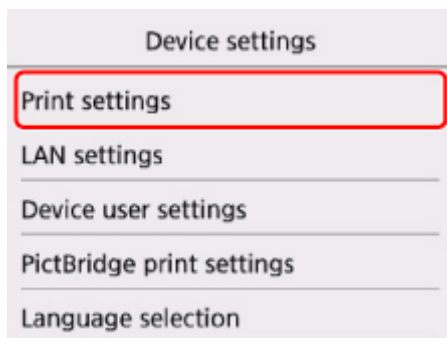 Device settings
Print settings
LAN settings
Device user settings
PictBridge print settings
Language selection